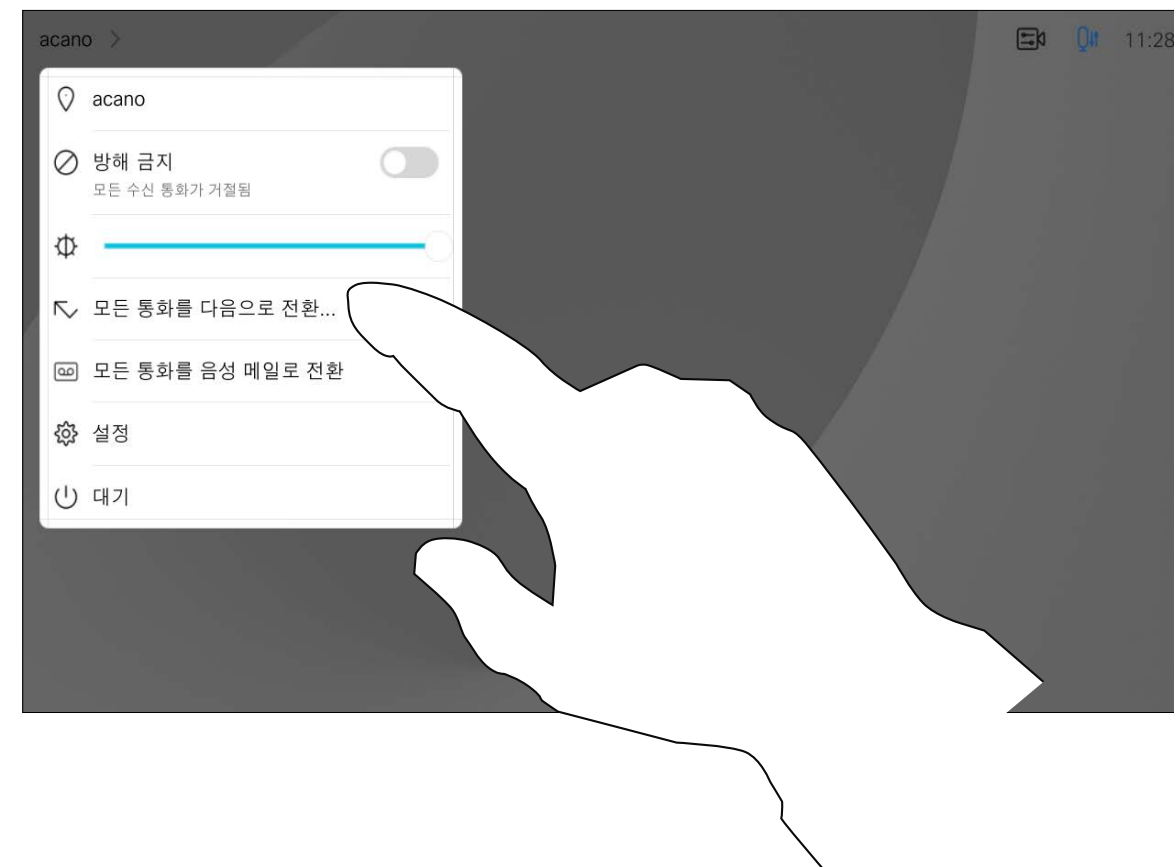 acano >
11:28
acano
방해 금지
모든 수신 통화가 거절됨
모든 통화를 다음으로 전환...
모든 통화를 음성 메일로 전환
설정
대기